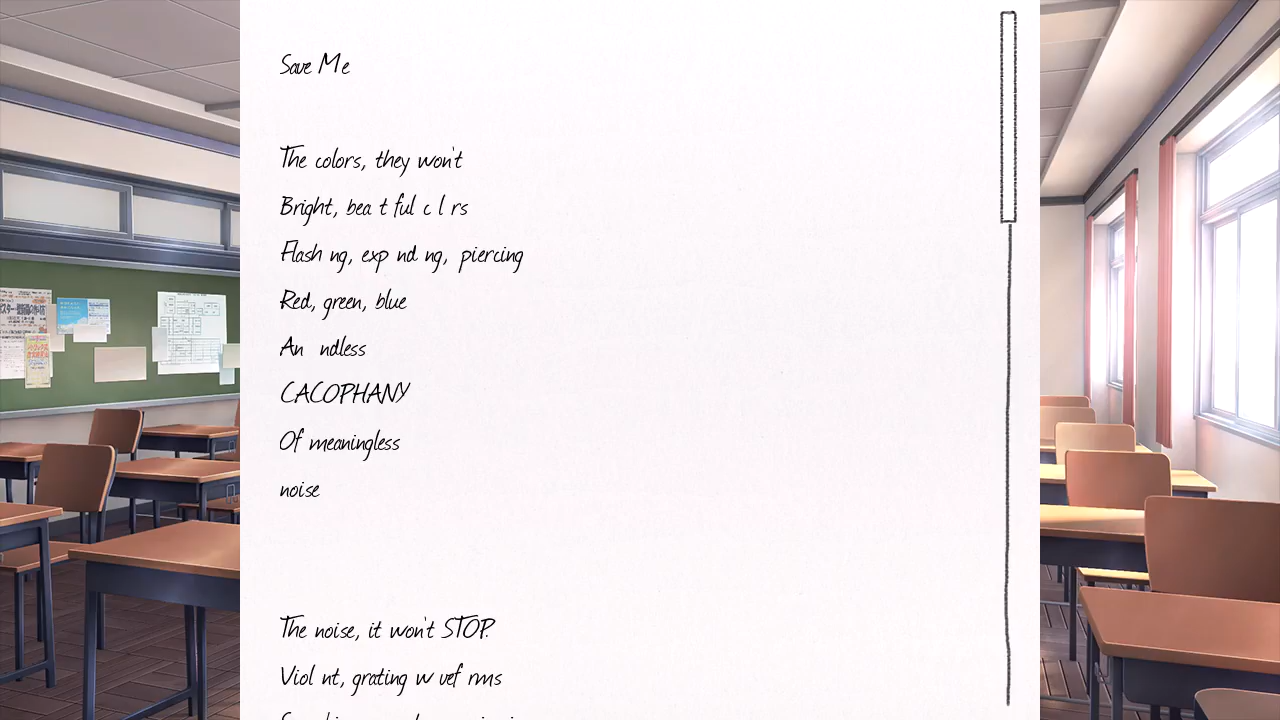 Save Me
The colors, they won't
Bright, bea t ful c l rs
Flash ng, exp nd ng, piercing
Red, green, blue
An  ndless
CACOPHANY
Of meaningless
noise
The noise, it won't STOP.
Viol nt, grating w vef rms